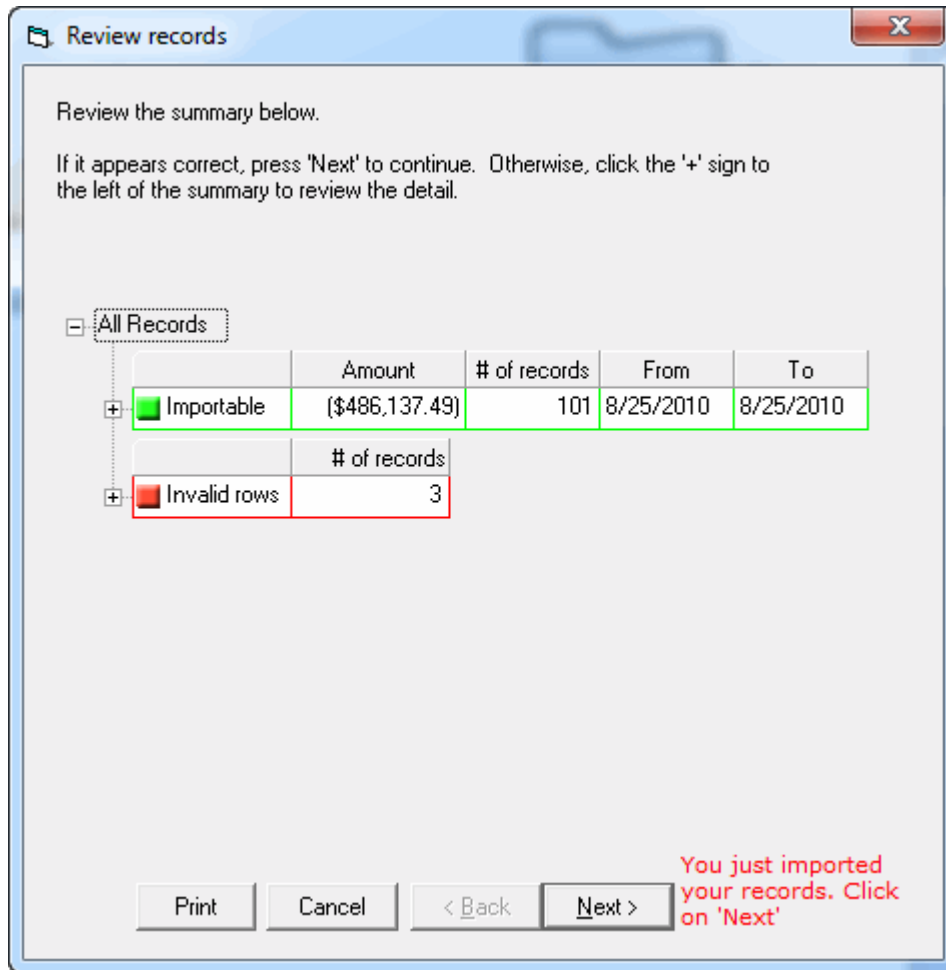 Review records
Review the summary below.
If it appears correct, press 'Next' to continue.  Otherwise, click the '+' sign to
the left of the summary to review the detail.
All Records
Amount # of records From To
Importable ($486,137.49) 101 8/25/2010 8/25/2010
# of records
Invalid rows 3
Print Cancel < Back Next >
You just imported
your records. Click
on 'Next'